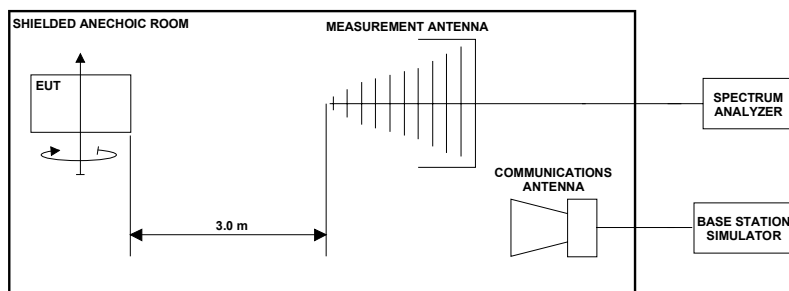 SHIELDED ANECHOIC ROOM
MEASUREMENT ANTENNA
EUT
SPECTRUM
ANALYZER
COMMUNICATIONS
ANTENNA
3.0 m
BASE STATION
SIMULATOR